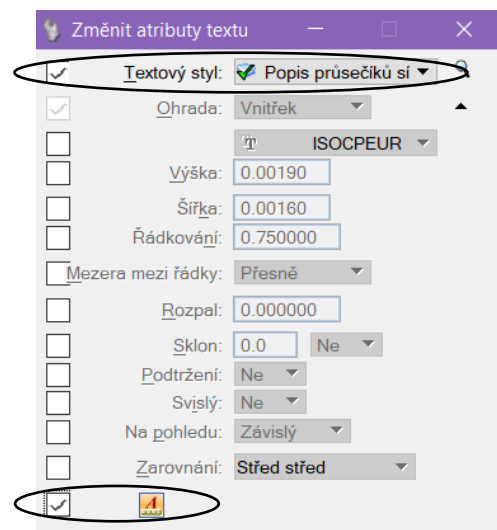 Změnit atributy textu
Textový styl: Popis průsečíků sí
Ohrada: Vnitřek
ISOCPEUR
Výška: 0.00190
Šířka: 0.00160
Řádkování: 0.750000
Mezera mezi řádky: Přesně
Rozpal: 0.000000
Sklon: 0.0 Ne
Podtržení: Ne
Svislý: Ne
Na pohledu: Závislý
Zarovnání: Střed střed
A